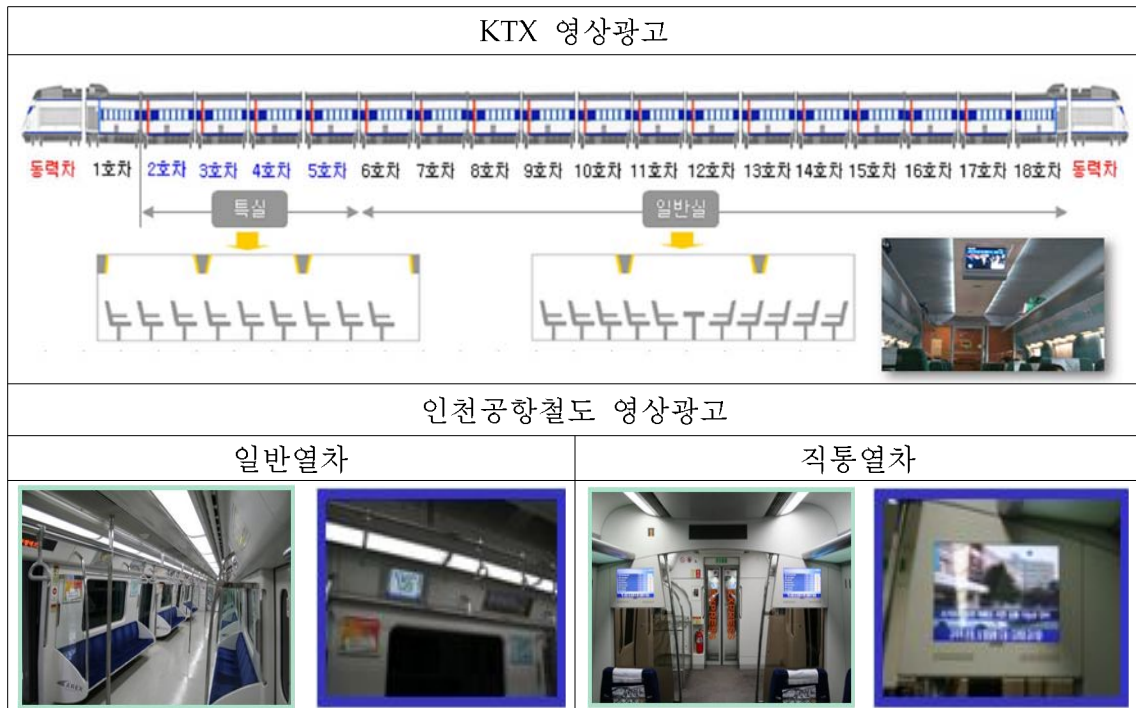 KTX 영상광고
동력차 1호차 2호차 3호차 4호차 5호차 6호차 7호차 8호차 9호차 10호차 11호차 12호차 13호차 14호차 15호차 16호차 17호차 18호차 동력차
특실 일반실
인천공항철도 영상광고
일반열차 직통열차